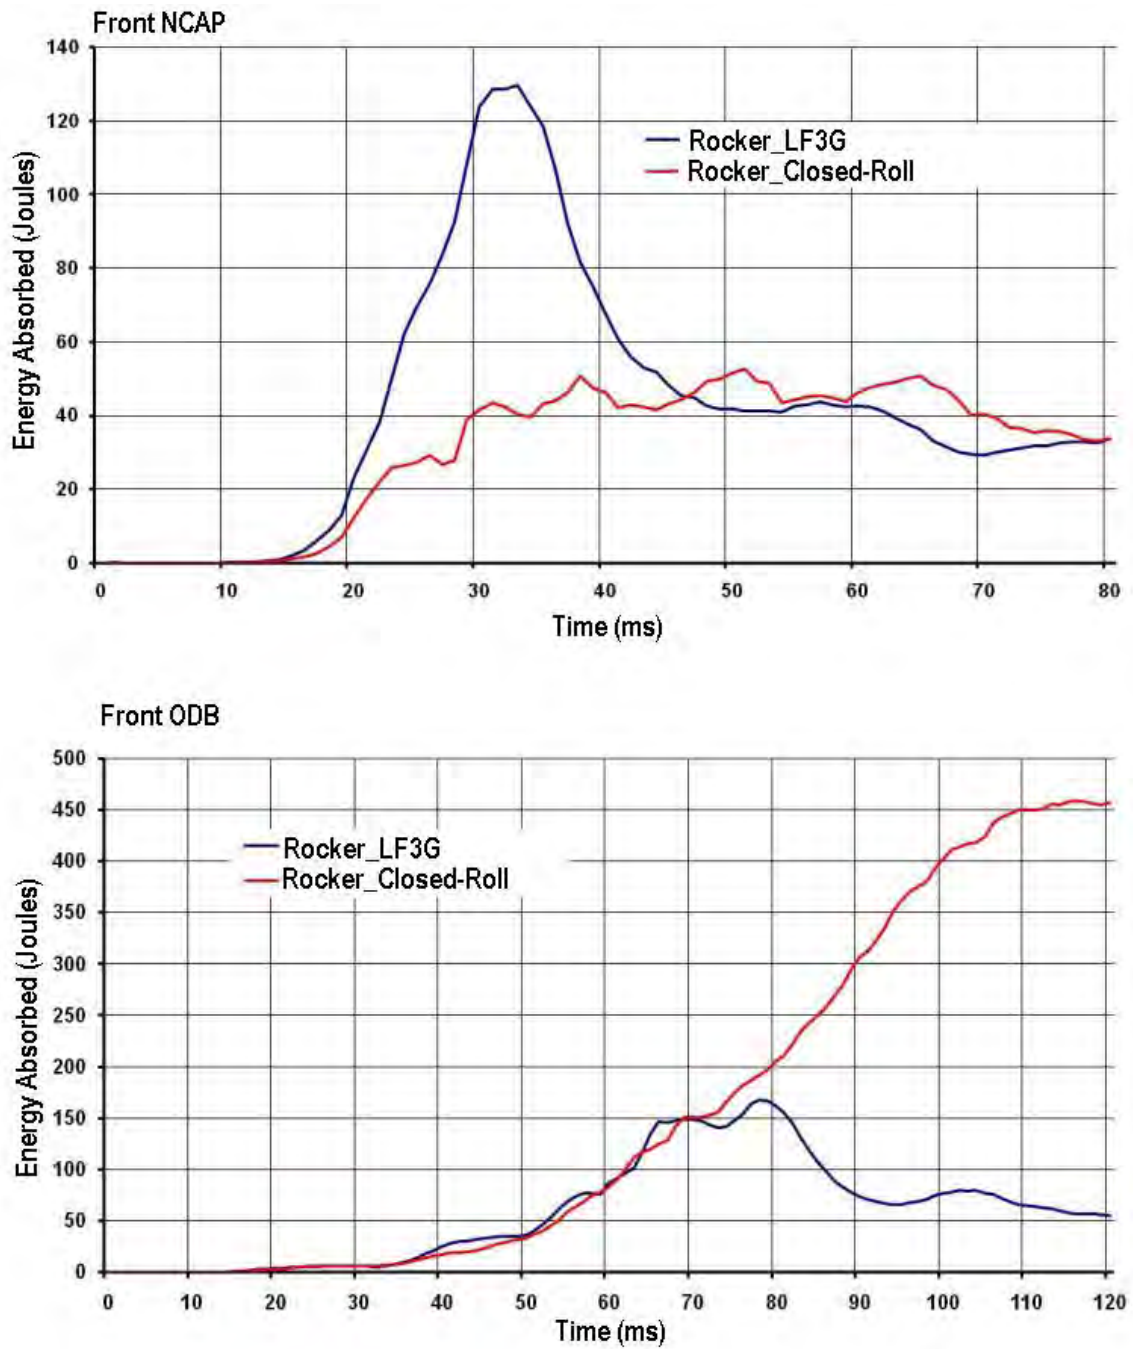 Front NCAP
140
120
100
80
60
40
20
0
Energy Absorbed (Joules)
Rocker_LF3G
Rocker_Closed-Roll
0 10 20 30 40 50 60 70 80
Time (ms)
Front ODB
500
450
400
350
300
250
200
150
100
50
0
Energy Absorbed (Joules)
Rocker_LF3G
Rocker_Closed-Roll
0 10 20 30 40 50 60 70 80 90 100 110 120
Time (ms)